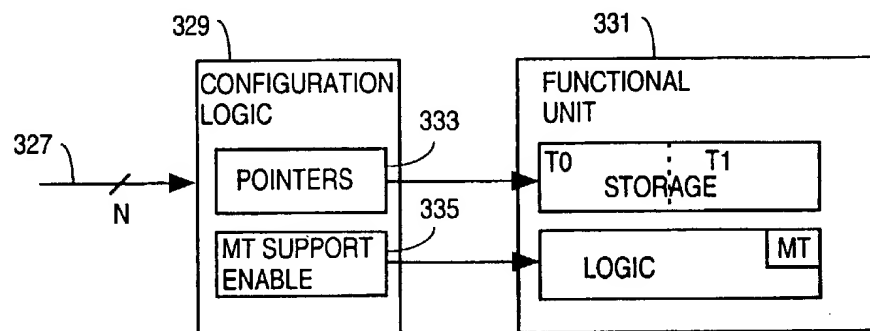 329
331
CONFIGURATION
LOGIC
FUNCTIONAL
UNIT
327
N
333
POINTERS
T0
T1
STORAGE
335
MT SUPPORT
ENABLE
LOGIC
MT